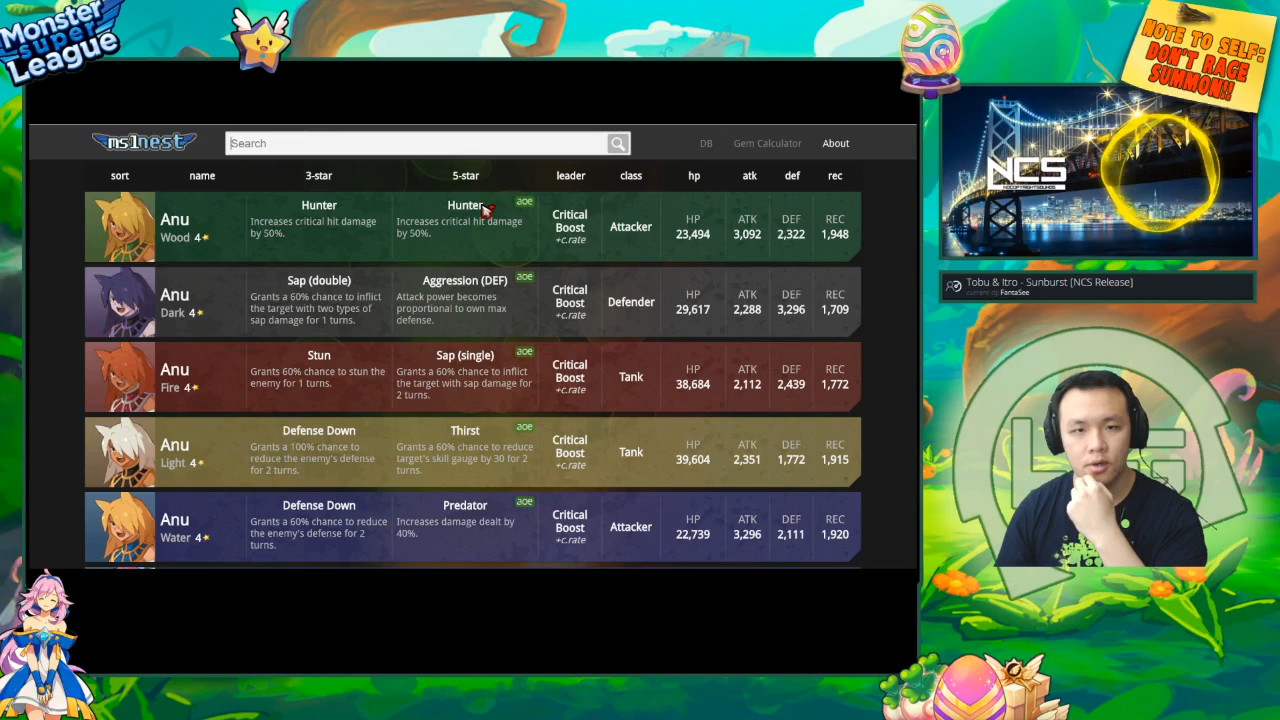 Monster
Super
League
NOTE TO SELF:
DON'T RAGE
SUMMON!!
mslnest
Search
DB
Gem Calculator
About
sort
name
3-star
5-star
leader
class
hp
atk
def
rec
Anu
Wood 4★
Hunter
Increases critical hit damage
by 50%.
Hunter
aoe
Increases critical hit damage
by 50%.
Critical
Boost
+c.rate
Attacker
HP
23,494
ATK
3,092
DEF
2,322
REC
1,948
Anu
Dark 4★
Sap (double)
Grants a 60% chance to inflict
the target with two types of
sap damage for 1 turns.
Aggression (DEF)
aoe
Attack power becomes
proportional to own max
defense.
Critical
Boost
+c.rate
Defender
HP
29,617
ATK
2,288
DEF
3,296
REC
1,709
Anu
Fire 4★
Stun
Grants 60% chance to stun the
enemy for 1 turns.
Sap (single)
aoe
Grants a 60% chance to inflict
the target with sap damage for
2 turns.
Critical
Boost
+c.rate
Tank
HP
38,684
ATK
2,112
DEF
2,439
REC
1,772
Anu
Light 4★
Defense Down
Grants a 100% chance to
reduce the enemy's defense
for 2 turns.
Thirst
aoe
Grants a 60% chance to reduce
target's skill gauge by 30 for 2
turns.
Critical
Boost
+c.rate
Tank
HP
39,604
ATK
2,351
DEF
1,772
REC
1,915
Anu
Water 4★
Defense Down
Grants a 60% chance to reduce
the enemy's defense for 2
turns.
Predator
aoe
Increases damage dealt by
40%.
Critical
Boost
+c.rate
Attacker
HP
22,739
ATK
3,296
DEF
2,111
REC
1,920
NCS
NOCOPYRIGHTSOUNDS
Tobu & Itro - Sunburst [NCS Release]
current dj FantaSee